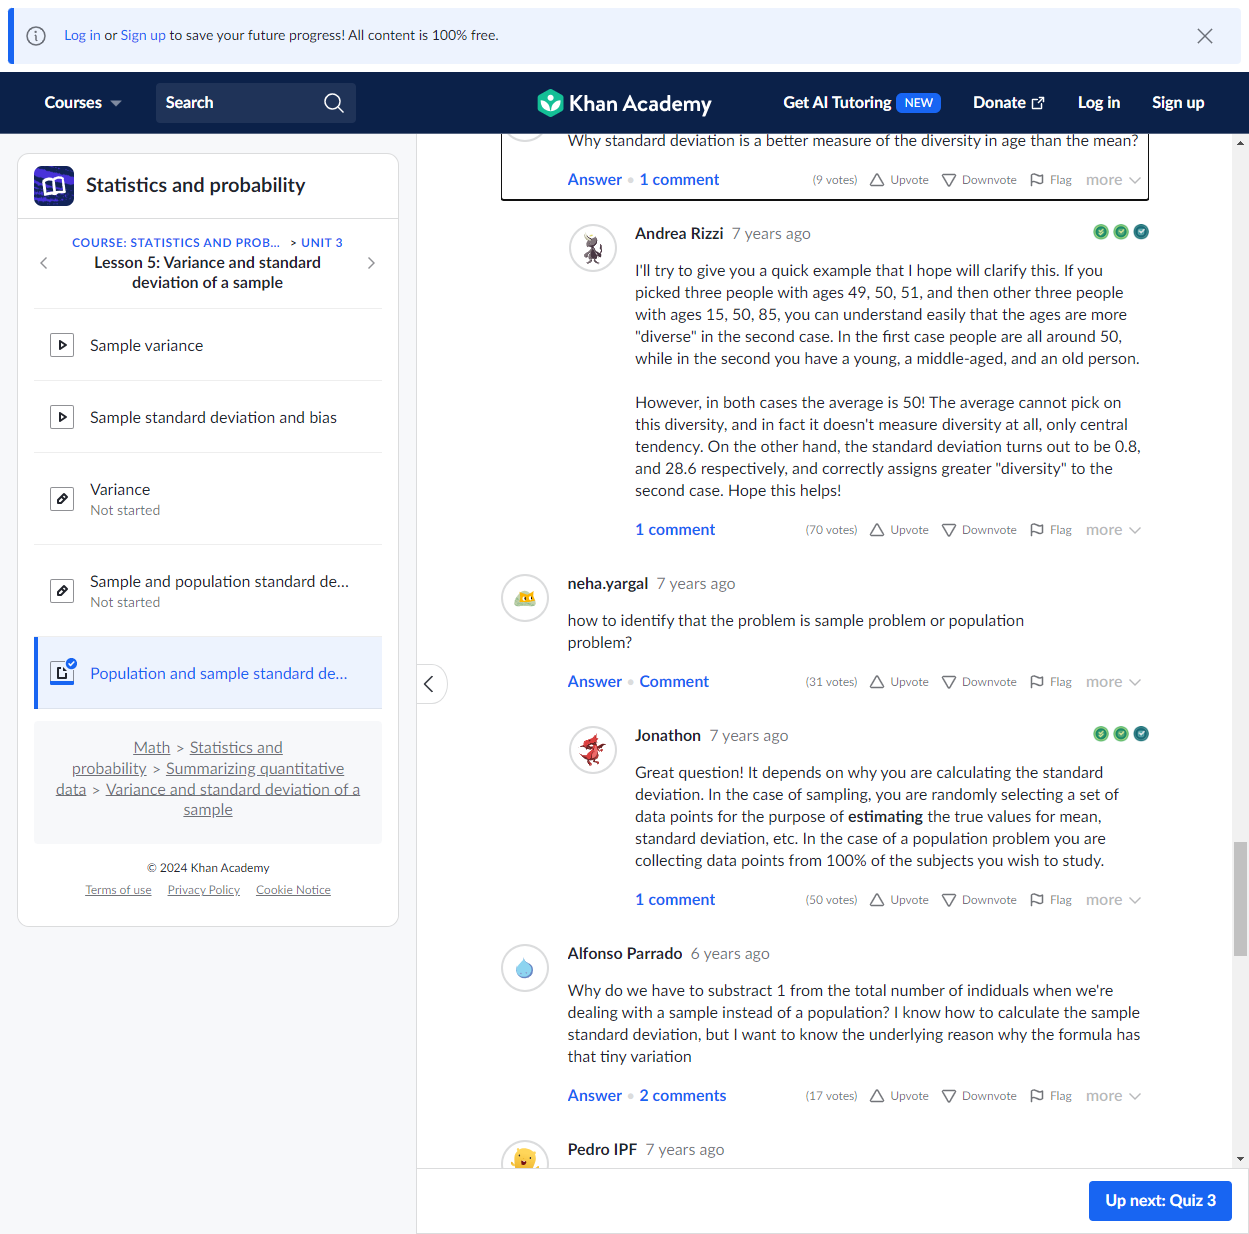 Log in or Sign up to save your future progress! All content is 100% free.
Courses
Search
Khan Academy
Get AI Tutoring NEW
Donate
Log in
Sign up
Statistics and probability
COURSE: STATISTICS AND PROB... > UNIT 3
Lesson 5: Variance and standard
deviation of a sample
Sample variance
Sample standard deviation and bias
Variance
Not started
Sample and population standard de...
Not started
Population and sample standard de...
Math > Statistics and
probability > Summarizing quantitative
data > Variance and standard deviation of a
sample
© 2024 Khan Academy
Terms of use Privacy Policy Cookie Notice
Why standard deviation is a better measure of the diversity in age than the mean?
Answer • 1 comment (9 votes) Upvote Downvote Flag more
Andrea Rizzi 7 years ago
I'll try to give you a quick example that I hope will clarify this. If you
picked three people with ages 49, 50, 51, and then other three people
with ages 15, 50, 85, you can understand easily that the ages are more
"diverse" in the second case. In the first case people are all around 50,
while in the second you have a young, a middle-aged, and an old person.
However, in both cases the average is 50! The average cannot pick on
this diversity, and in fact it doesn't measure diversity at all, only central
tendency. On the other hand, the standard deviation turns out to be 0.8,
and 28.6 respectively, and correctly assigns greater "diversity" to the
second case. Hope this helps!
1 comment (70 votes) Upvote Downvote Flag more
neha.yargal 7 years ago
how to identify that the problem is sample problem or population
problem?
Answer • Comment (31 votes) Upvote Downvote Flag more
Jonathon 7 years ago
Great question! It depends on why you are calculating the standard
deviation. In the case of sampling, you are randomly selecting a set of
data points for the purpose of estimating the true values for mean,
standard deviation, etc. In the case of a population problem you are
collecting data points from 100% of the subjects you wish to study.
1 comment (50 votes) Upvote Downvote Flag more
Alfonso Parrado 6 years ago
Why do we have to substract 1 from the total number of indiduals when we're
dealing with a sample instead of a population? I know how to calculate the sample
standard deviation, but I want to know the underlying reason why the formula has
that tiny variation
Answer • 2 comments (17 votes) Upvote Downvote Flag more
Pedro IPF 7 years ago
Up next: Quiz 3